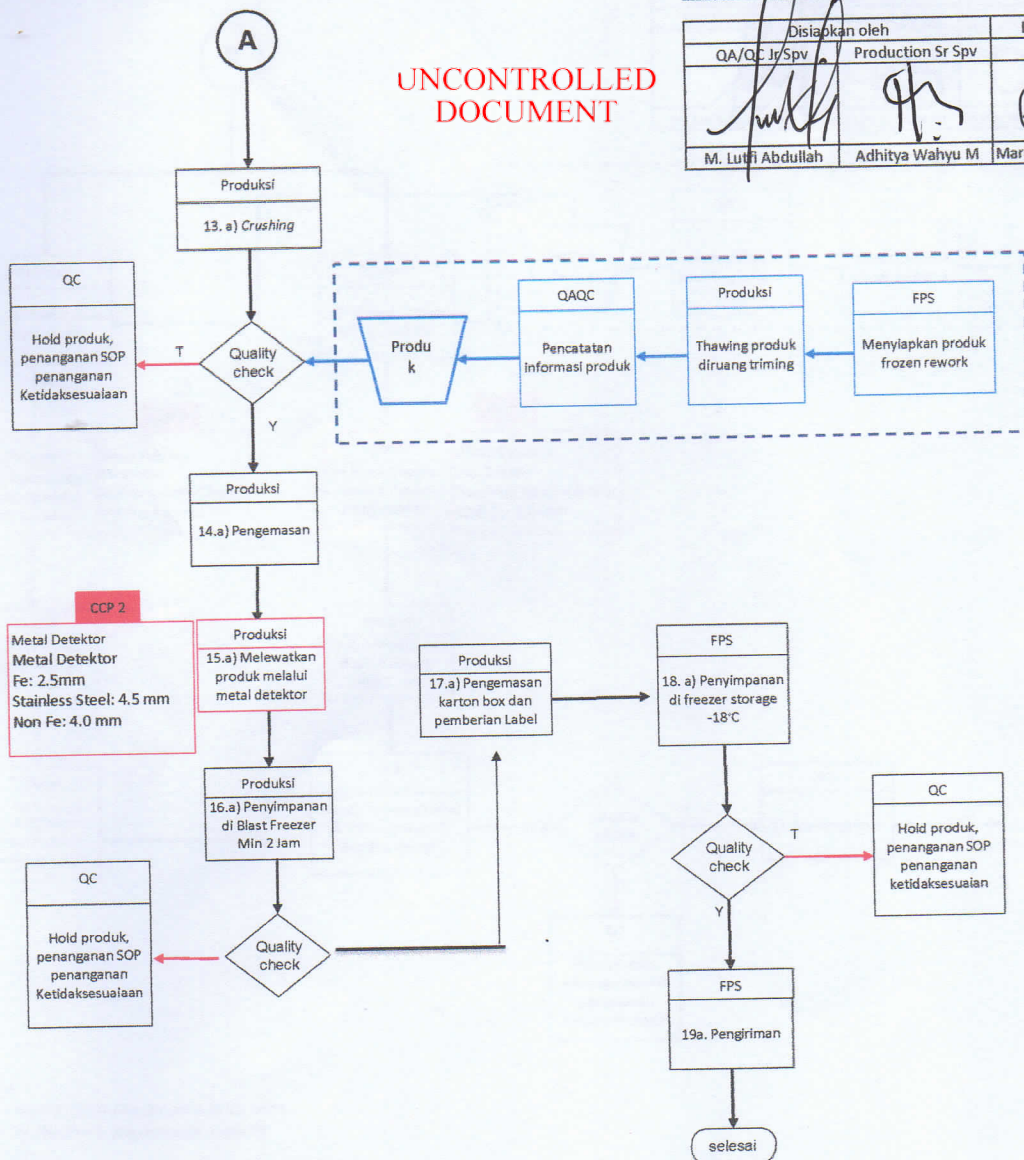 A
UNCONTROLLED
DOCUMENT
Disiapkan oleh
QA/QC Jr Spv
Production Sr Spv
M. Lutfi Abdullah
Adhitya Wahyu M
Produksi
13. a) Crushing
QC
Hold produk,
penanganan SOP
penanganan
Ketidaksesuaiaan
T
Quality
check
Y
Produ
k
QAQC
Pencatatan
informasi produk
Produksi
Thawing produk
diruang triming
FPS
Menyiapkan produk
frozen rework
Produksi
14.a) Pengemasan
CCP 2
Metal Detektor
Metal Detektor
Fe: 2.5mm
Stainless Steel: 4.5 mm
Non Fe: 4.0 mm
Produksi
15.a) Melewatkan
produk melalui
metal detektor
Produksi
16.a) Penyimpanan
di Blast Freezer
Min 2 Jam
QC
Hold produk,
penanganan SOP
penanganan
Ketidaksesuaiaan
Quality
check
Produksi
17.a) Pengemasan
karton box dan
pemberian Label
FPS
18. a) Penyimpanan
di freezer storage
-18°C
Quality
check
T
Y
QC
Hold produk,
penanganan SOP
penanganan
ketidaksesuaian
FPS
19a. Pengiriman
selesai